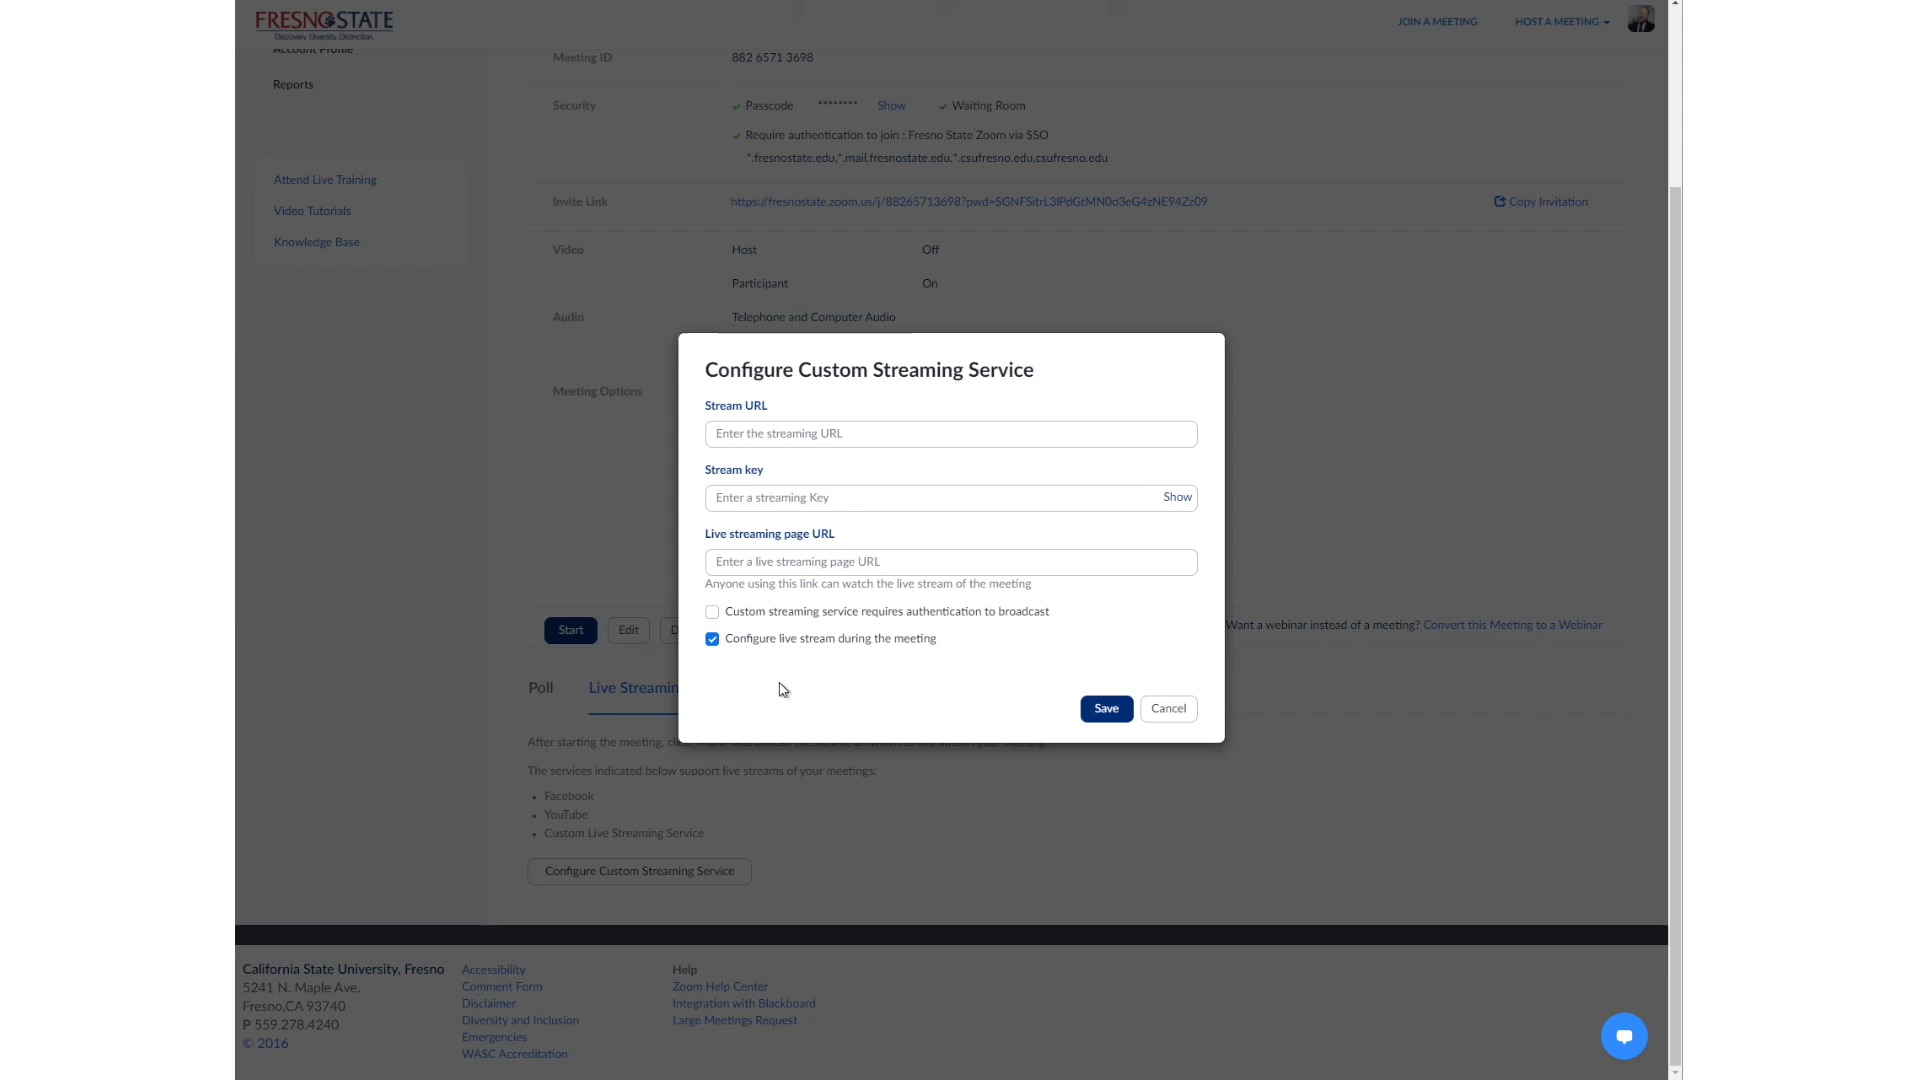 FRESNO STATE
Discovery. Diversity. Distinction.
JOIN A MEETING
HOST A MEETING
Account Profile
Reports
Attend Live Training
Video Tutorials
Knowledge Base
Meeting ID
882 6571 3698
Security
Passcode ******** Show Waiting Room
Require authentication to join : Fresno State Zoom via SSO
*.fresnostate.edu,*.mail.fresnostate.edu,*.csufresno.edu,csufresno.edu
Invite Link
https://fresnostate.zoom.us/j/88265713698?pwd=SGNFSitrL3lPdGtMN0o3eG4zNE94Zz09
Copy Invitation
Video
Host Off
Participant On
Audio
Telephone and Computer Audio
Meeting Options
Configure Custom Streaming Service
Stream URL
Enter the streaming URL
Stream key
Enter a streaming Key
Show
Live streaming page URL
Enter a live streaming page URL
Anyone using this link can watch the live stream of the meeting
Custom streaming service requires authentication to broadcast
Configure live stream during the meeting
Save
Cancel
Start
Edit
Want a webinar instead of a meeting? Convert this Meeting to a Webinar
Poll
Live Streamin
After starting the meeting,
The services indicated below support live streams of your meetings:
• Facebook
• YouTube
• Custom Live Streaming Service
Configure Custom Streaming Service
California State University, Fresno
5241 N. Maple Ave.
Fresno,CA 93740
P 559.278.4240
© 2016
Accessibility
Comment Form
Disclaimer
Diversity and Inclusion
Emergencies
WASC Accreditation
Help
Zoom Help Center
Integration with Blackboard
Large Meetings Request